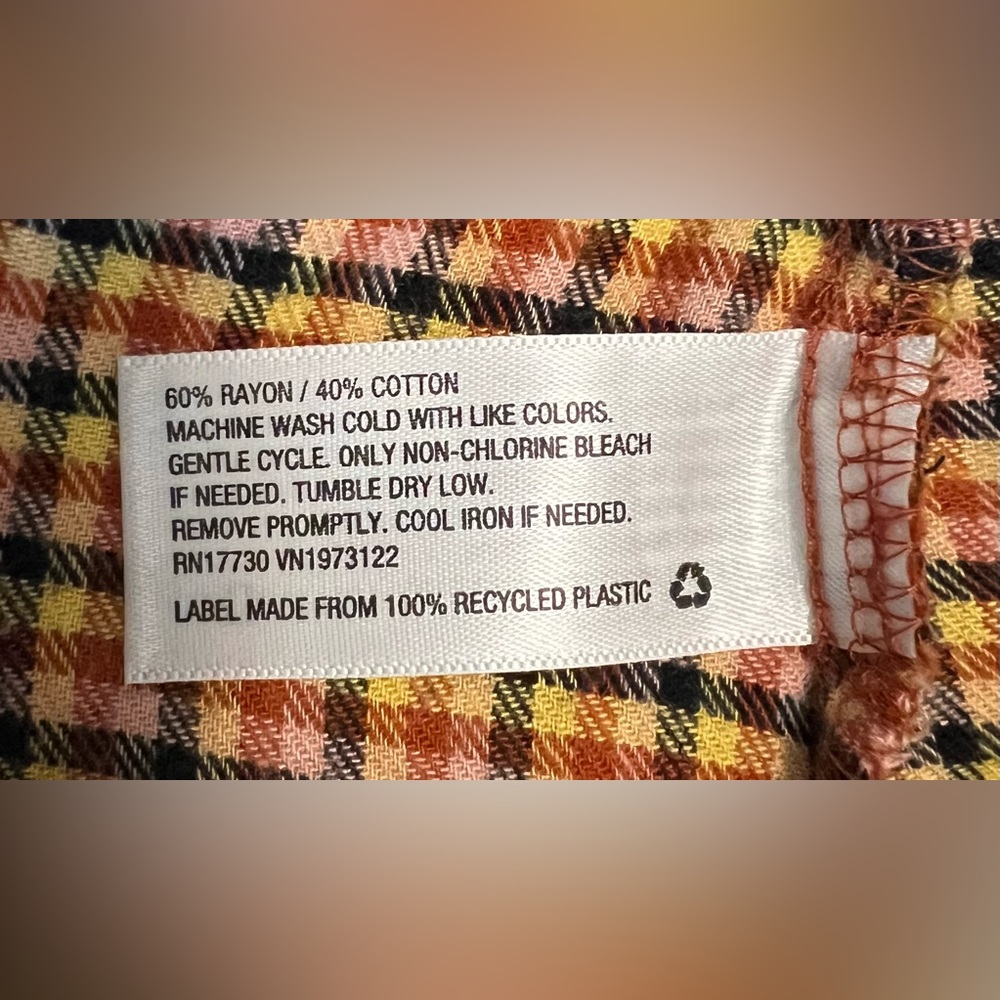 60% RAYON / 40% COTTON
MACHINE WASH COLD WITH LIKE COLORS.
GENTLE CYCLE. ONLY NON-CHLORINE BLEACH
IF NEEDED. TUMBLE DRY LOW.
REMOVE PROMPTLY. COOL IRON IF NEEDED.
RN17730 VN1973122
LABEL MADE FROM 100% RECYCLED PLASTIC